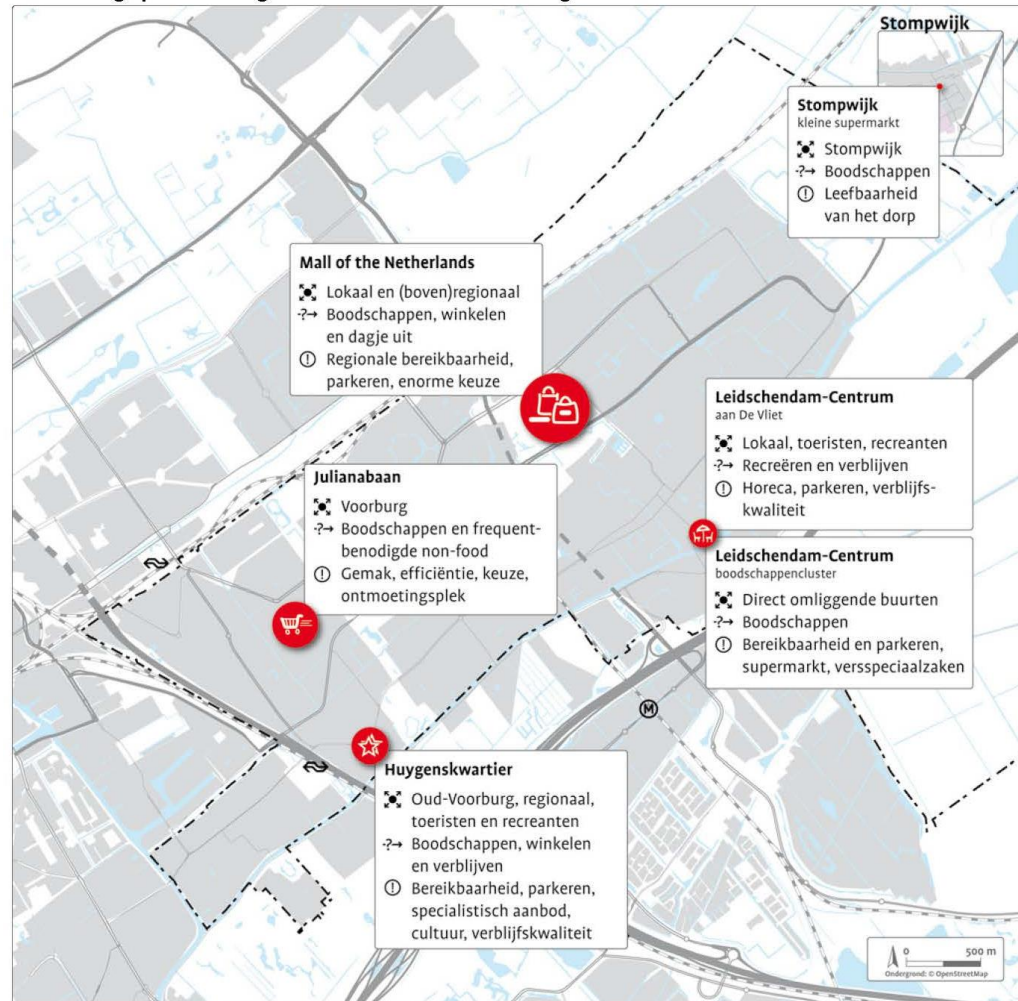 Stompwijk
Stompwijk
kleine supermarkt
Stompwijk
-?→ Boodschappen
Leefbaarheid
van het dorp
Mall of the Netherlands
Lokaal en (boven)regionaal
-?→ Boodschappen, winkelen
en dagje uit
Regionale bereikbaarheid,
parkeren, enorme keuze
Leidschendam-Centrum
aan De Vliet
Lokaal, toeristen, recreanten
-?→ Recreëren en verblijven
Horeca, parkeren, verblijfs-
kwaliteit
Julianabaan
Voorburg
-?→ Boodschappen en frequent-
benodigde non-food
Gemak, efficiëntie, keuze,
ontmoetingsplek
Leidschendam-Centrum
boodschappencluster
Direct omliggende buurten
-?→ Boodschappen
Bereikbaarheid en parkeren,
supermarkt, versspeciaalzaken
M
Huygenskwartier
Oud-Voorburg, regionaal,
toeristen en recreanten
-?→ Boodschappen, winkelen
en verblijven
Bereikbaarheid, parkeren,
specialistisch aanbod,
cultuur, verblijfskwaliteit
0 500 m
Ondergrond: © OpenStreetMap